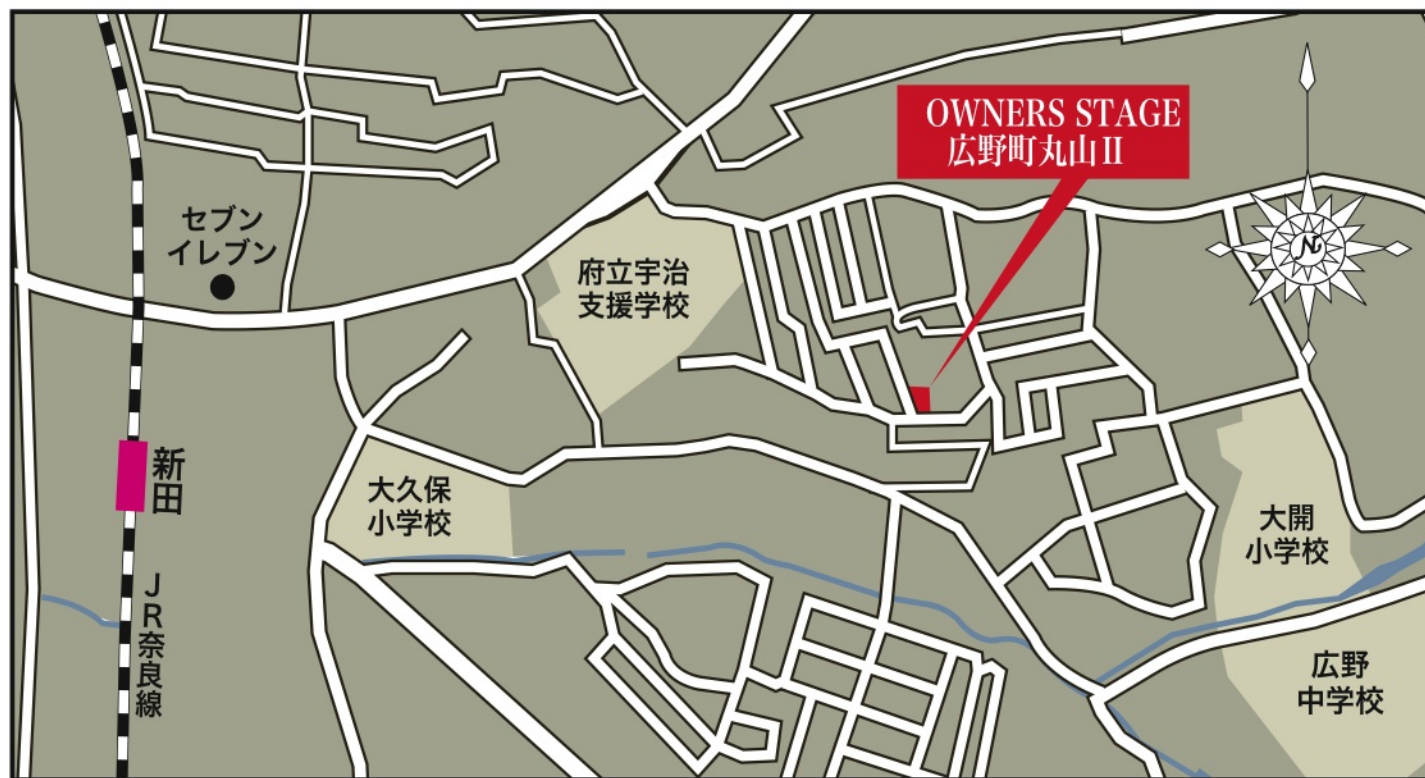 OWNERS STAGE
広野町丸山Ⅱ
セブン
イレブン
府立宇治
支援学校
N
新田
大久保
小学校
大開
小学校
JR奈良線
広野
中学校